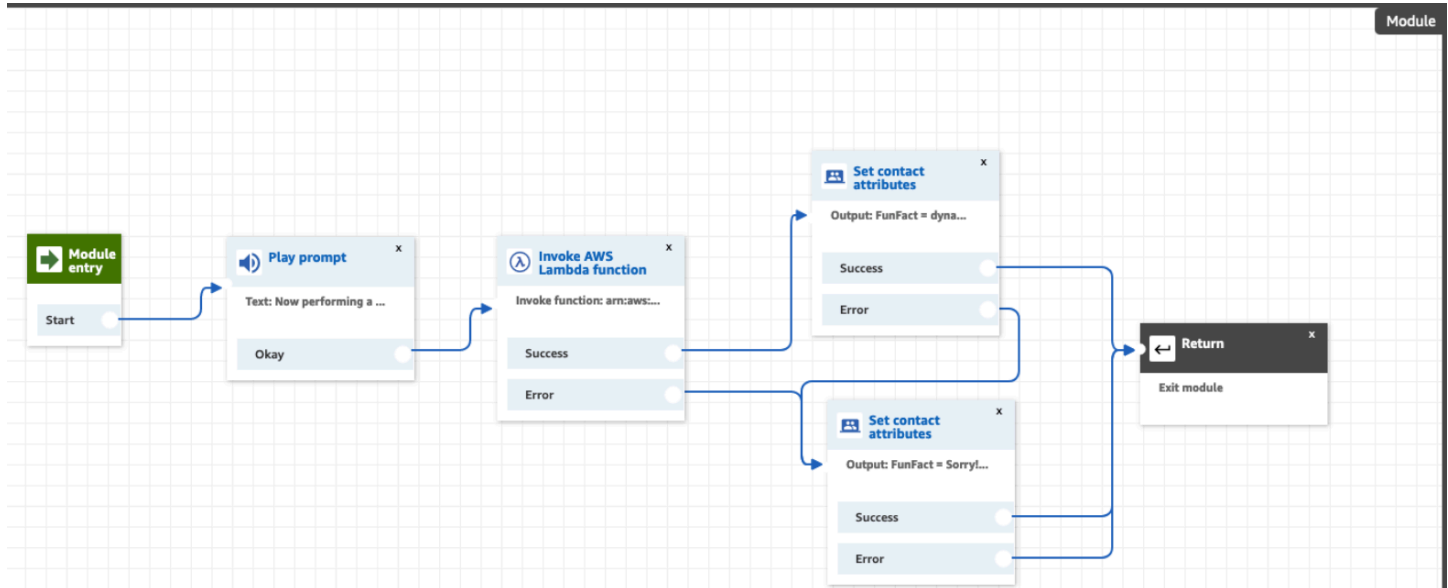 Module
Module
entry
Start
Play prompt
x
Text: Now performing a ...
Okay
Invoke AWS
Lambda function
x
Invoke function: arn:aws:...
Success
Error
Set contact
attributes
x
Output: FunFact = dyna...
Success
Error
Set contact
attributes
x
Output: FunFact = Sorry!...
Success
Error
Return
x
Exit module